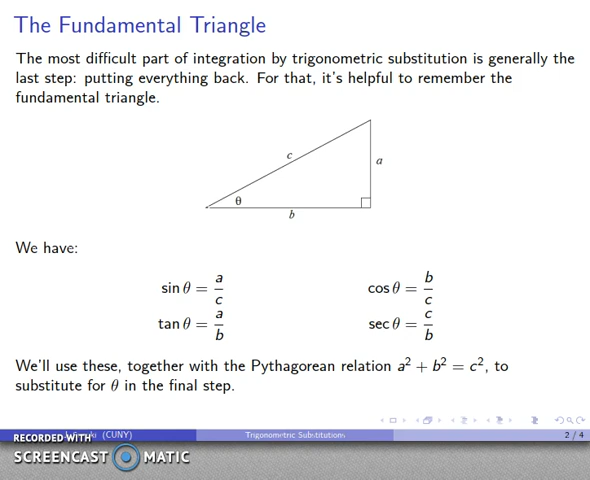 The Fundamental Triangle
The most difficult part of integration by trigonometric substitution is generally the
last step: putting everything back. For that, it's helpful to remember the
fundamental triangle.
c
a
θ
b
We have:
sin θ = a/c
cos θ = b/c
tan θ = a/b
sec θ = c/b
We'll use these, together with the Pythagorean relation a² + b² = c², to
substitute for θ in the final step.
(CUNY)
Trigonometric Substitution
2 / 4
RECORDED WITH
SCREENCAST MATIC